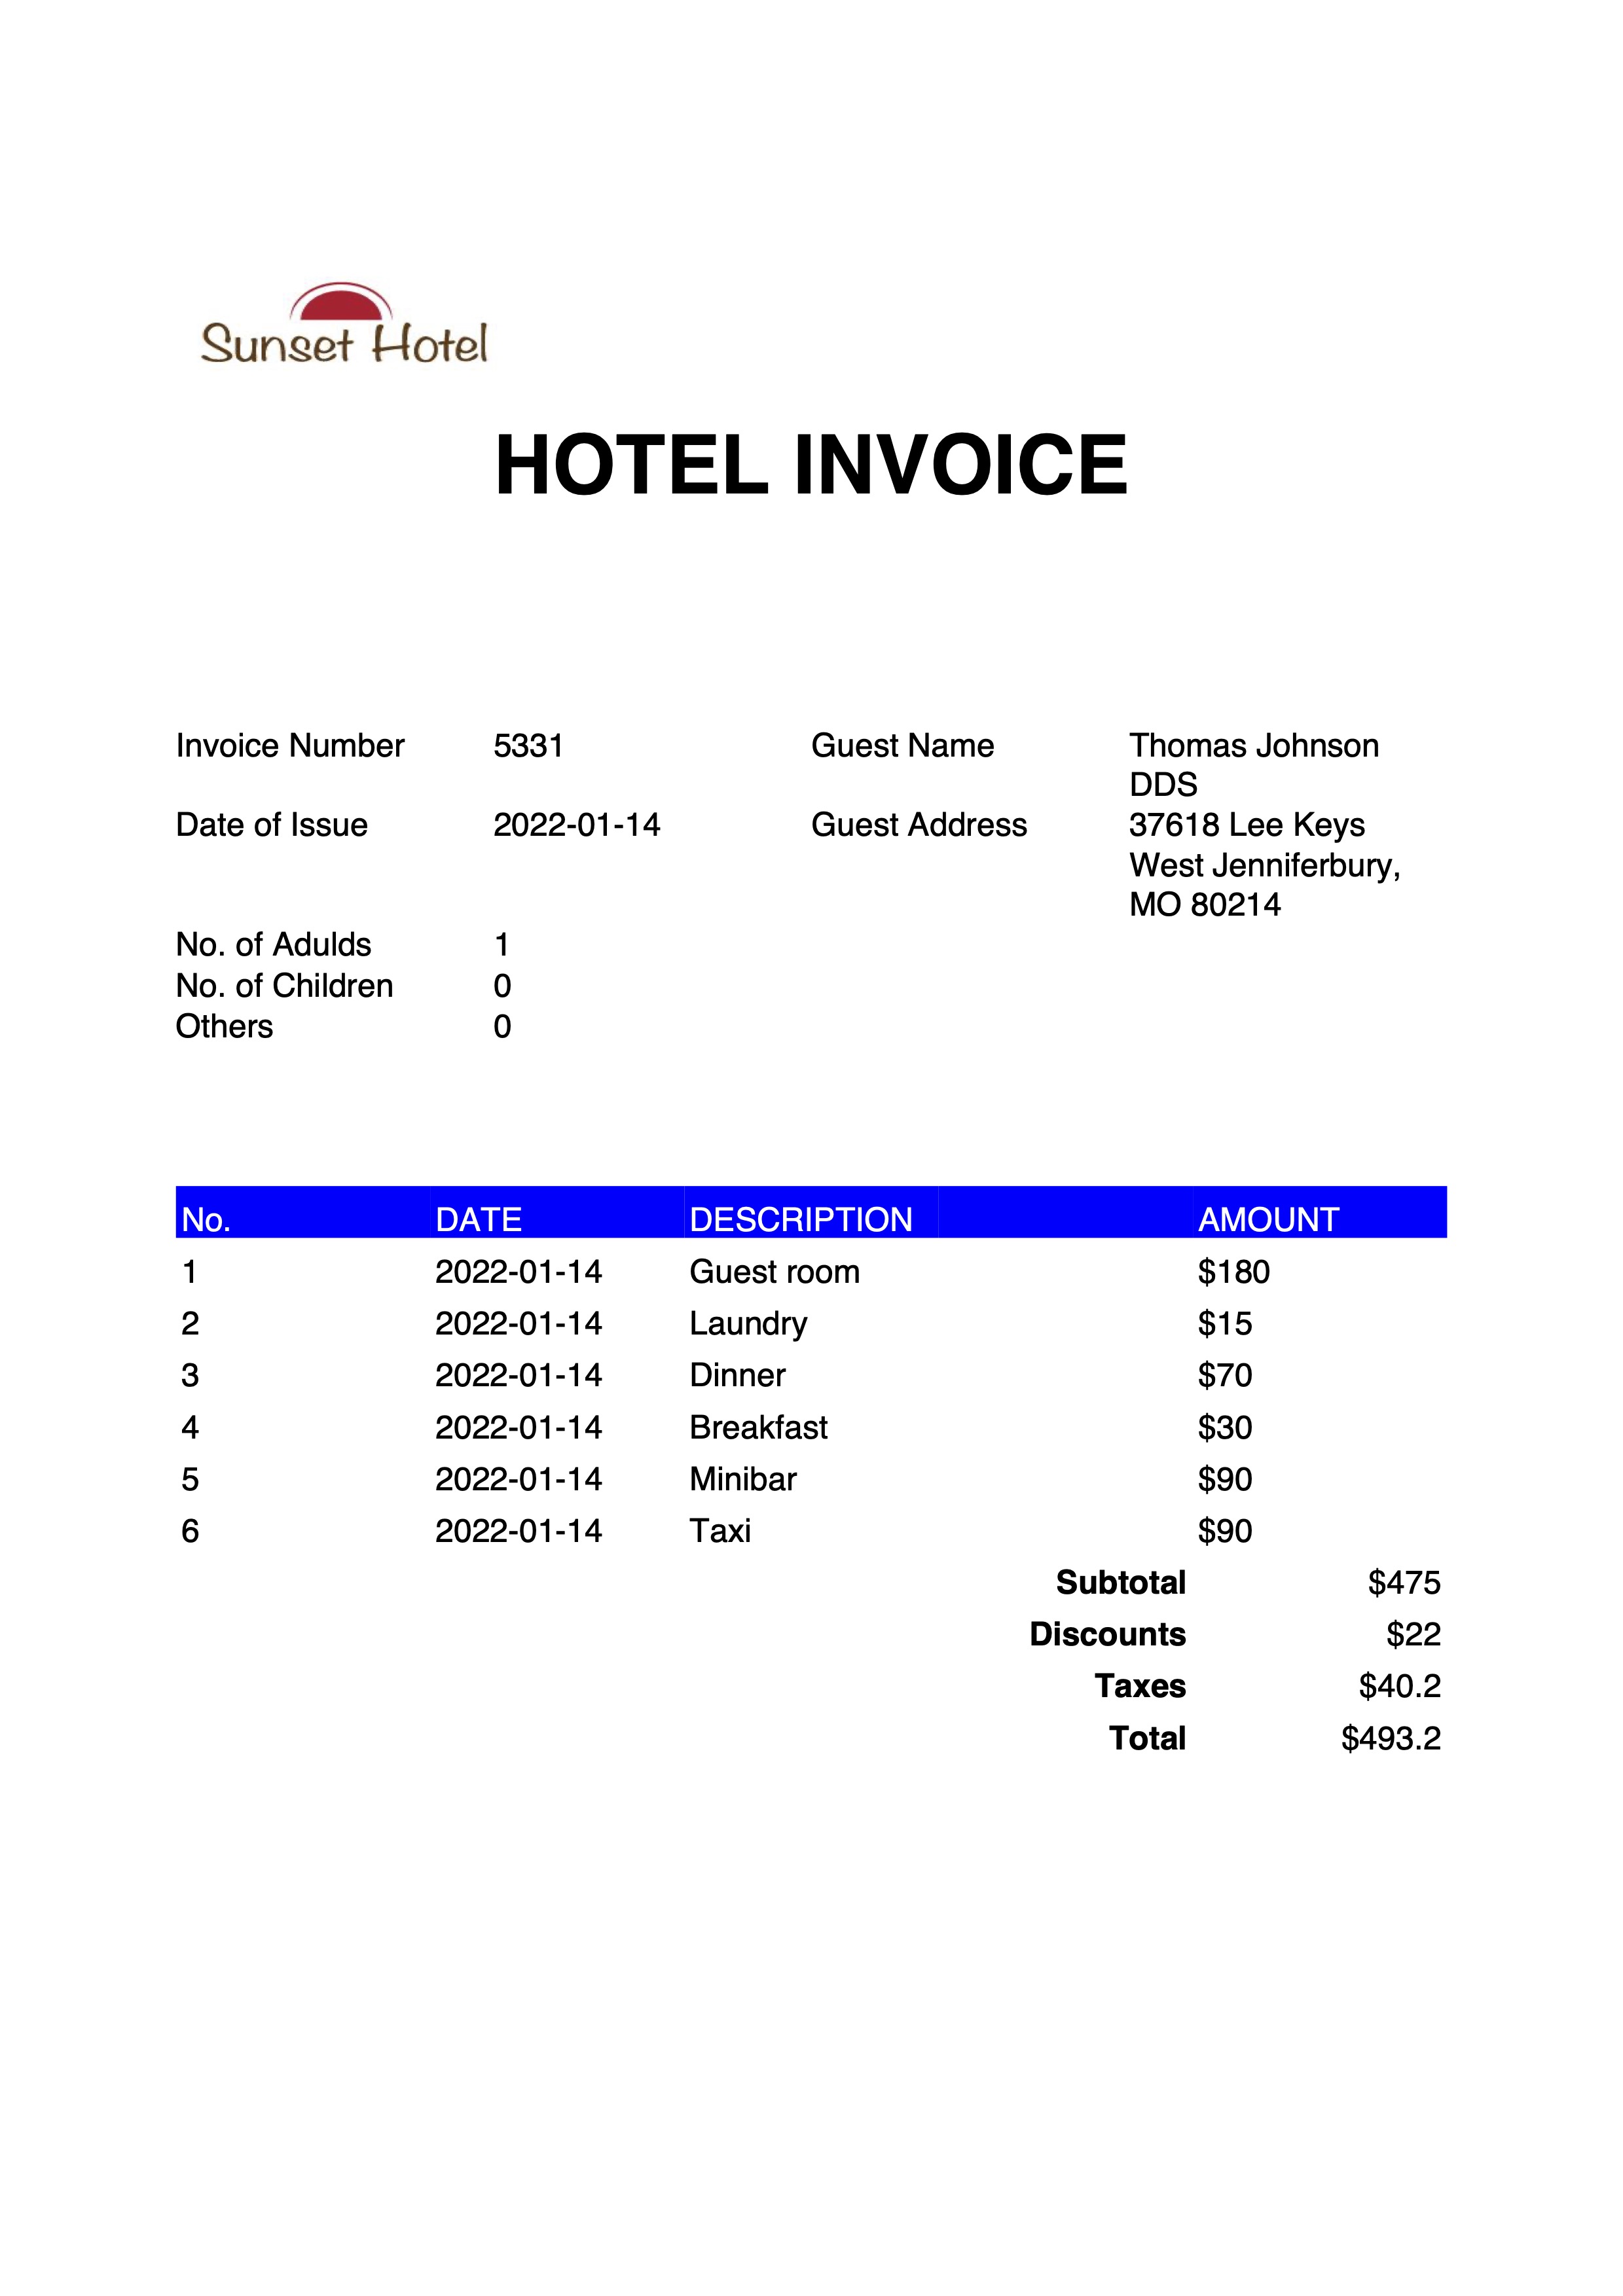 Sunset Hotel
HOTEL INVOICE
Invoice Number 5331 Guest Name Thomas Johnson
DDS
Date of Issue 2022-01-14 Guest Address 37618 Lee Keys
West Jenniferbury,
MO 80214
No. of Adulds 1
No. of Children 0
Others 0
No. DATE DESCRIPTION AMOUNT
1 2022-01-14 Guest room $180
2 2022-01-14 Laundry $15
3 2022-01-14 Dinner $70
4 2022-01-14 Breakfast $30
5 2022-01-14 Minibar $90
6 2022-01-14 Taxi $90
Subtotal $475
Discounts $22
Taxes $40.2
Total $493.2